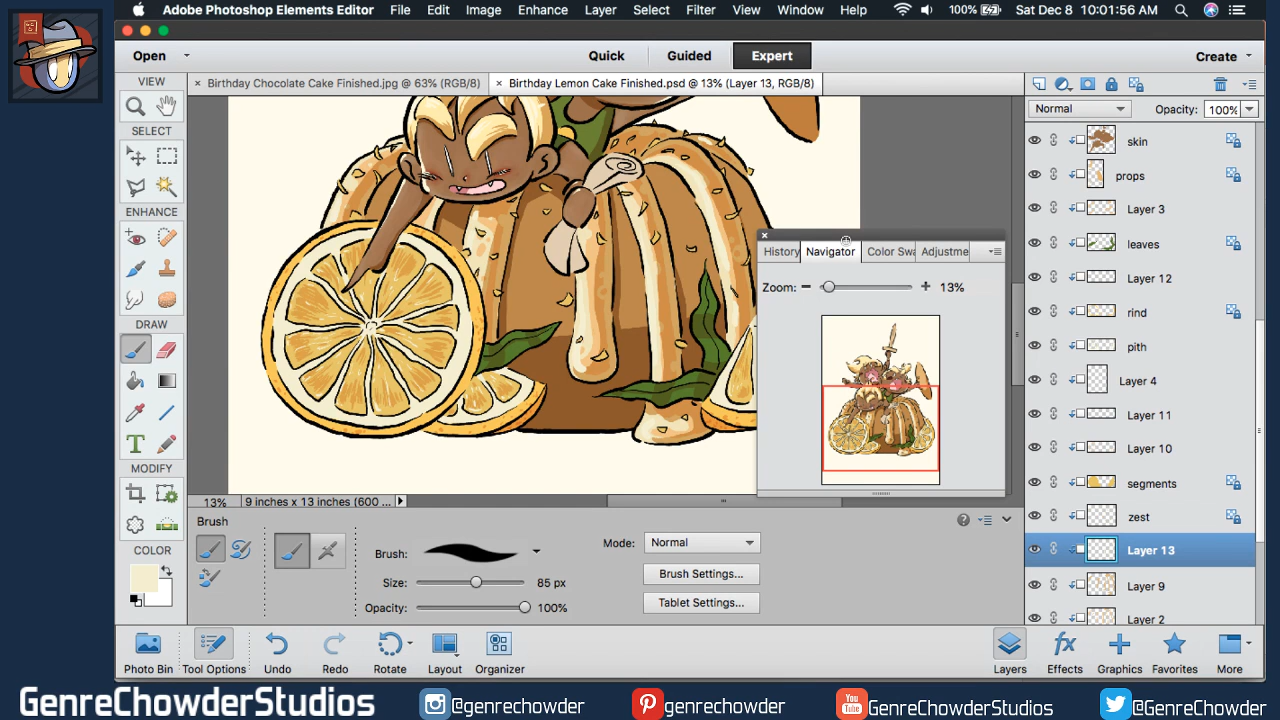 Adobe Photoshop Elements Editor File Edit Image Enhance Layer Select Filter View Window Help 100% Sat Dec 8 10:01:56 AM
Open Quick Guided Expert Create
VIEW
× Birthday Chocolate Cake Finished.jpg @ 63% (RGB/8) × Birthday Lemon Cake Finished.psd @ 13% (Layer 13, RGB/8)
Normal Opacity: 100%
SELECT
skin
props
Layer 3
leaves
Layer 12
rind
pith
Layer 4
Layer 11
Layer 10
segments
zest
Layer 13
Layer 9
Layer 2
ENHANCE
DRAW
T
MODIFY
COLOR
History Navigator Color Swa Adjustme
Zoom: 13%
13% 9 inches x 13 inches (600 ...
Brush
Brush:
Size: 85 px
Opacity: 100%
Mode: Normal
Brush Settings...
Tablet Settings...
Photo Bin Tool Options Undo Redo Rotate Layout Organizer Layers fx Effects Graphics Favorites More
GenreChowderStudios @genrechowder genrechowder You Tube GenreChowderStudios @GenreChowder